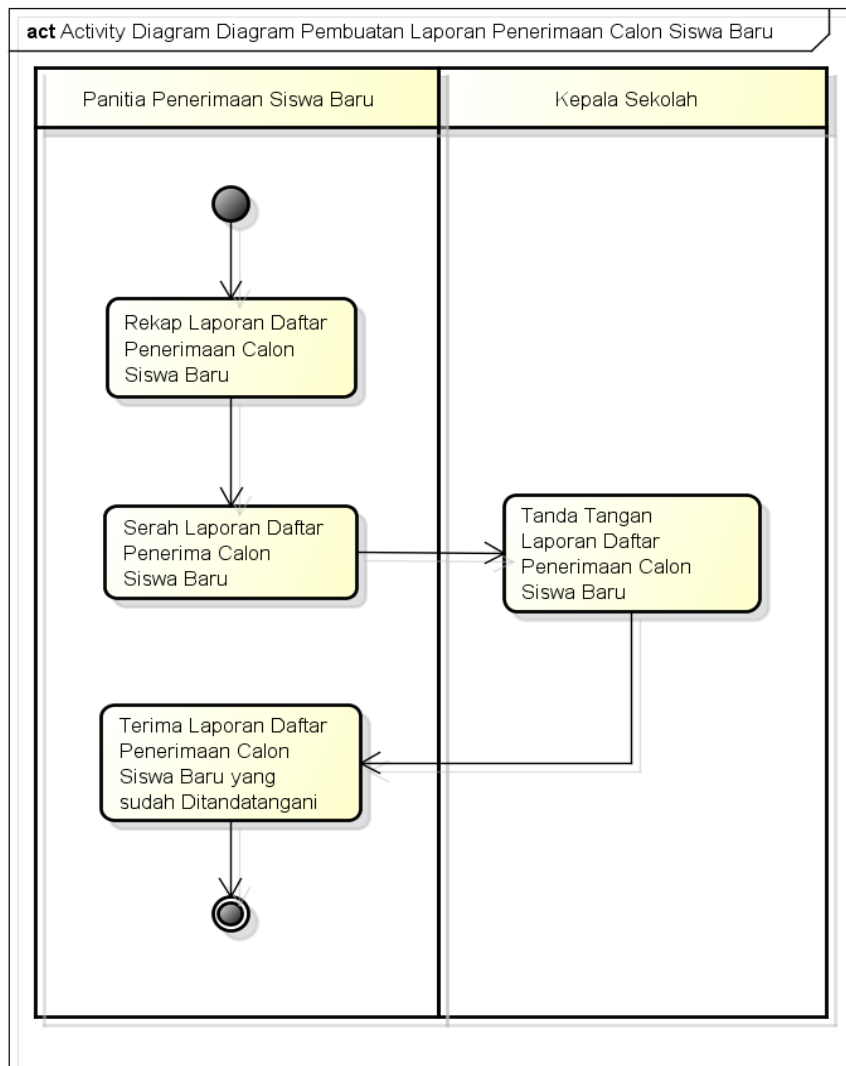 act Activity Diagram Diagram Pembuatan Laporan Penerimaan Calon Siswa Baru
Panitia Penerimaan Siswa Baru
Kepala Sekolah
Rekap Laporan Daftar
Penerimaan Calon
Siswa Baru
Serah Laporan Daftar
Penerima Calon
Siswa Baru
Tanda Tangan
Laporan Daftar
Penerimaan Calon
Siswa Baru
Terima Laporan Daftar
Penerimaan Calon
Siswa Baru yang
sudah Ditandatangani